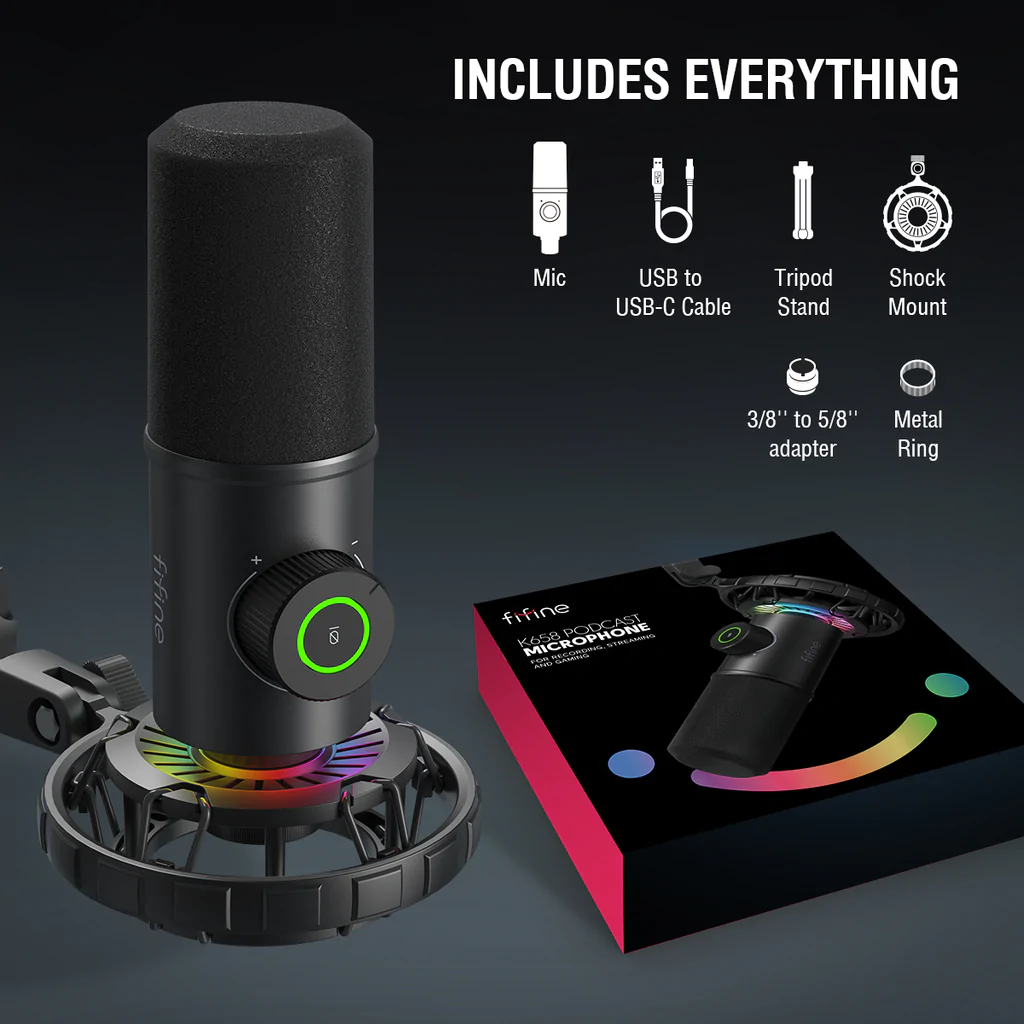 INCLUDES EVERYTHING
Mic
USB to
USB-C Cable
Tripod
Stand
Shock
Mount
3/8'' to 5/8''
adapter
Metal
Ring
+
-
fifine
fifine
K658 PODCAST
MICROPHONE
FOR RECORDING, STREAMING
AND GAMING
fifine